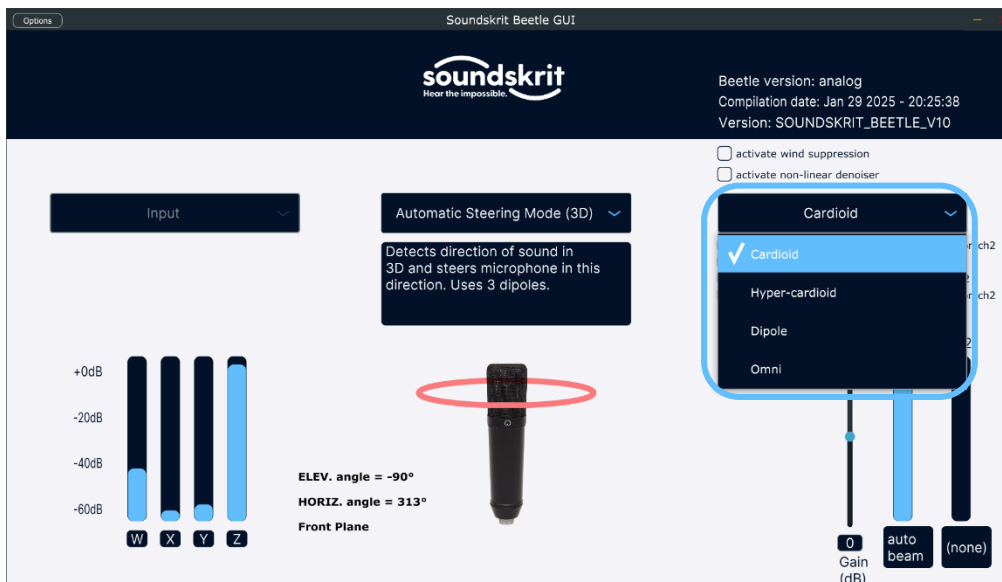 Options
Soundskrit Beetle GUI
soundskrit
Hear the impossible.
Beetle version: analog
Compilation date: Jan 29 2025 - 20:25:38
Version: SOUNDSKRIT_BEETLE_V10
activate wind suppression
activate non-linear denoiser
Input
Automatic Steering Mode (3D)
Cardioid
Detects direction of sound in
3D and steers microphone in this
direction. Uses 3 dipoles.
Cardioid
Hyper-cardioid
Dipole
Omni
+0dB
-20dB
-40dB
-60dB
W X Y Z
ELEV. angle = -90°
HORIZ. angle = 313°
Front Plane
0
Gain
(dB)
auto
beam
(none)